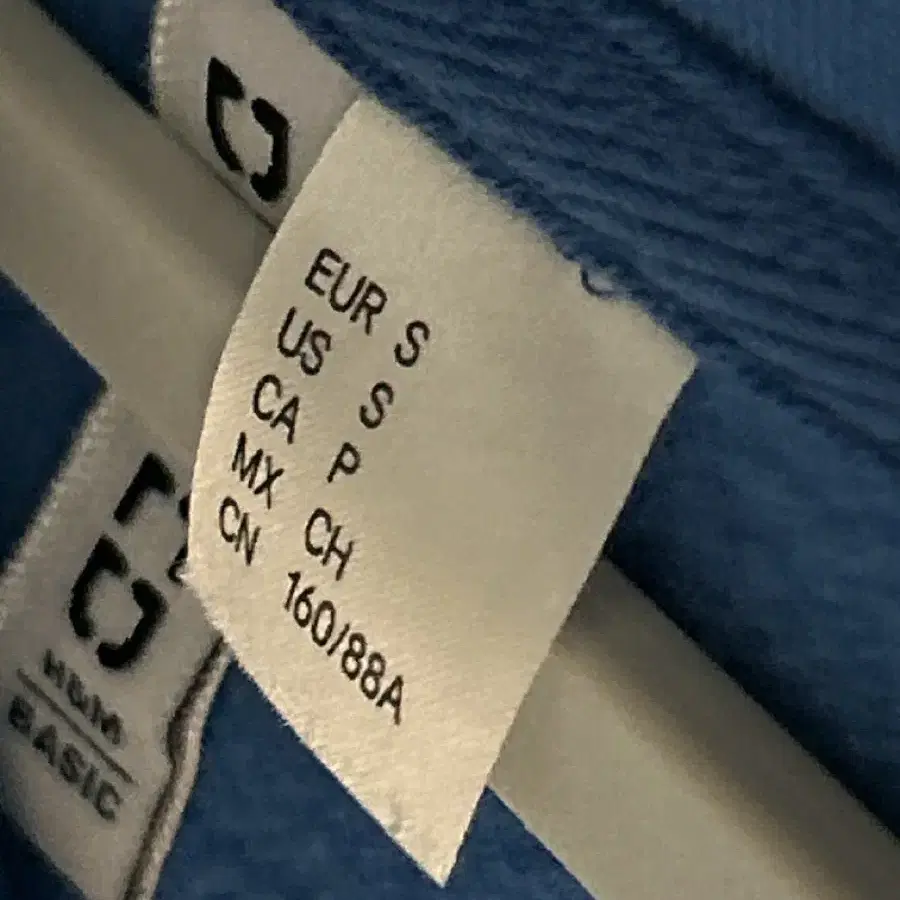 EUR S
US S
CA P
MX CH
CN 160/88A
H&M
BASIC